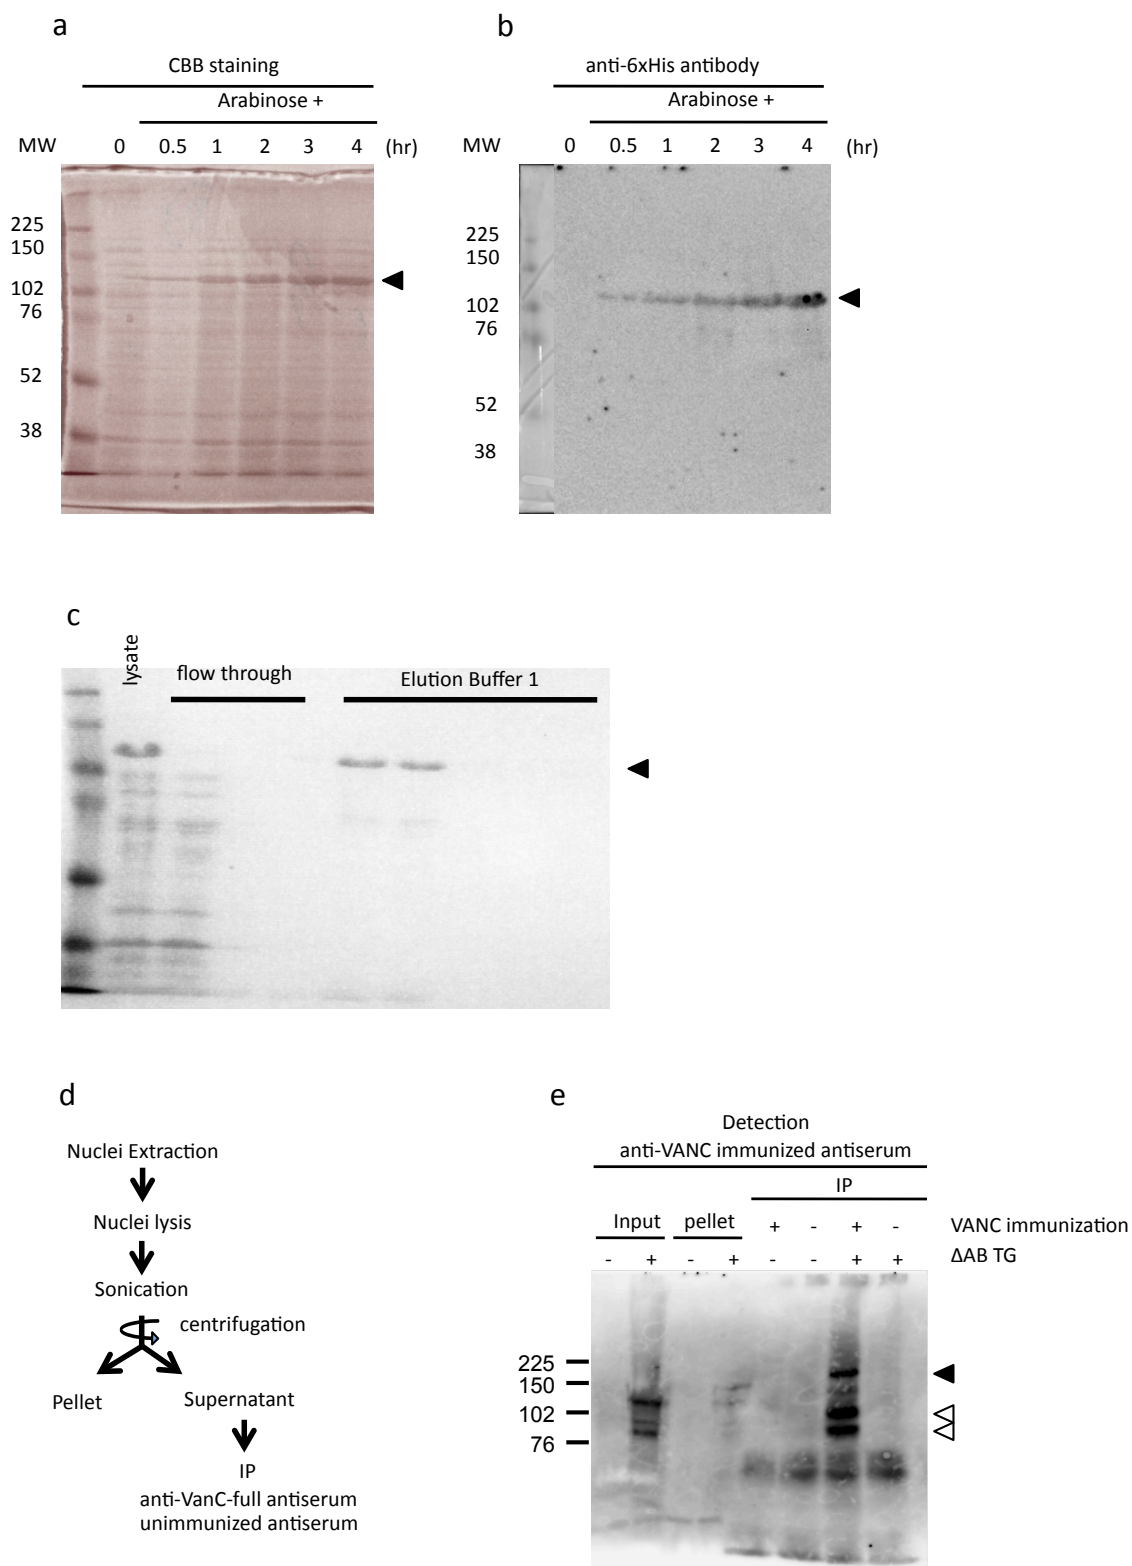 a
CBB staining
Arabinose +
MW 0 0.5 1 2 3 4 (hr)
225
150
102
76
52
38
b
anti-6xHis antibody
Arabinose +
MW 0 0.5 1 2 3 4 (hr)
225
150
102
76
52
38
c
lysate
flow through
Elution Buffer 1
d
Nuclei Extraction
Nuclei lysis
Sonication
centrifugation
Pellet Supernatant
IP
anti-VanC-full antiserum
unimmunized antiserum
e
Detection
anti-VANC immunized antiserum
IP
Input pellet + - + - VANC immunization
- + - + - - + + ΔAB TG
225
150
102
76